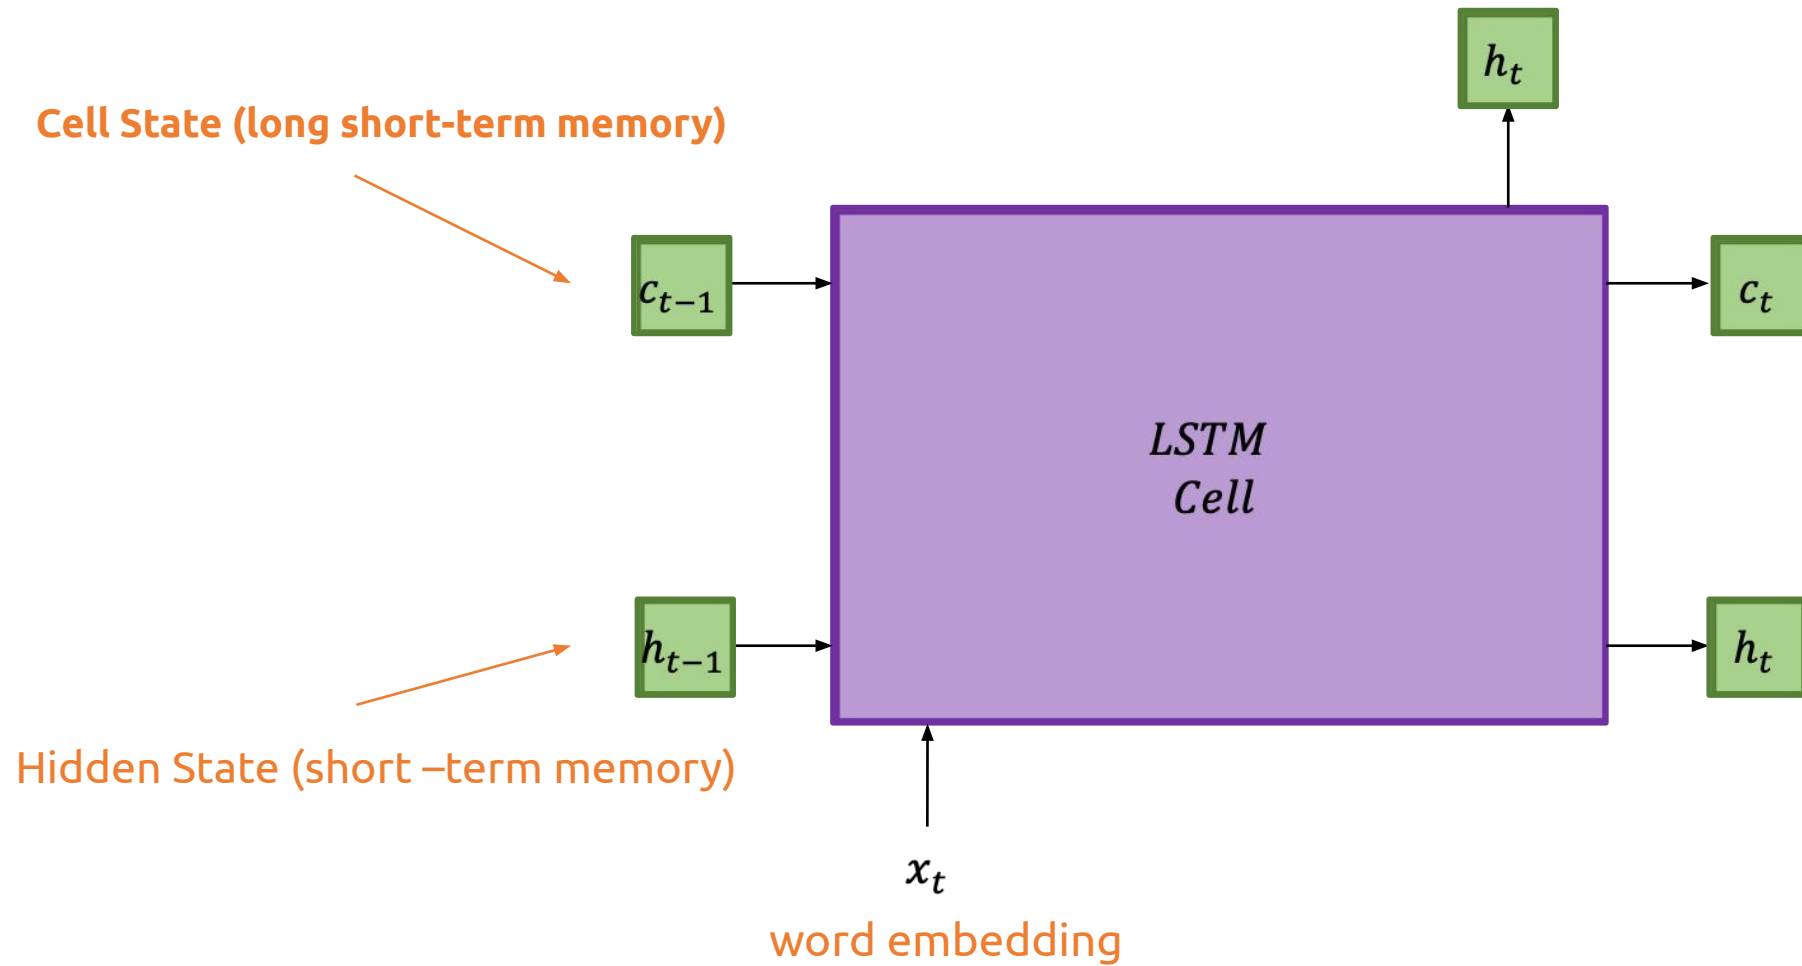 h_t
Cell State (long short-term memory)
c_{t−1}
c_t
LSTM
Cell
h_{t−1}
h_t
Hidden State (short –term memory)
x_t
word embedding